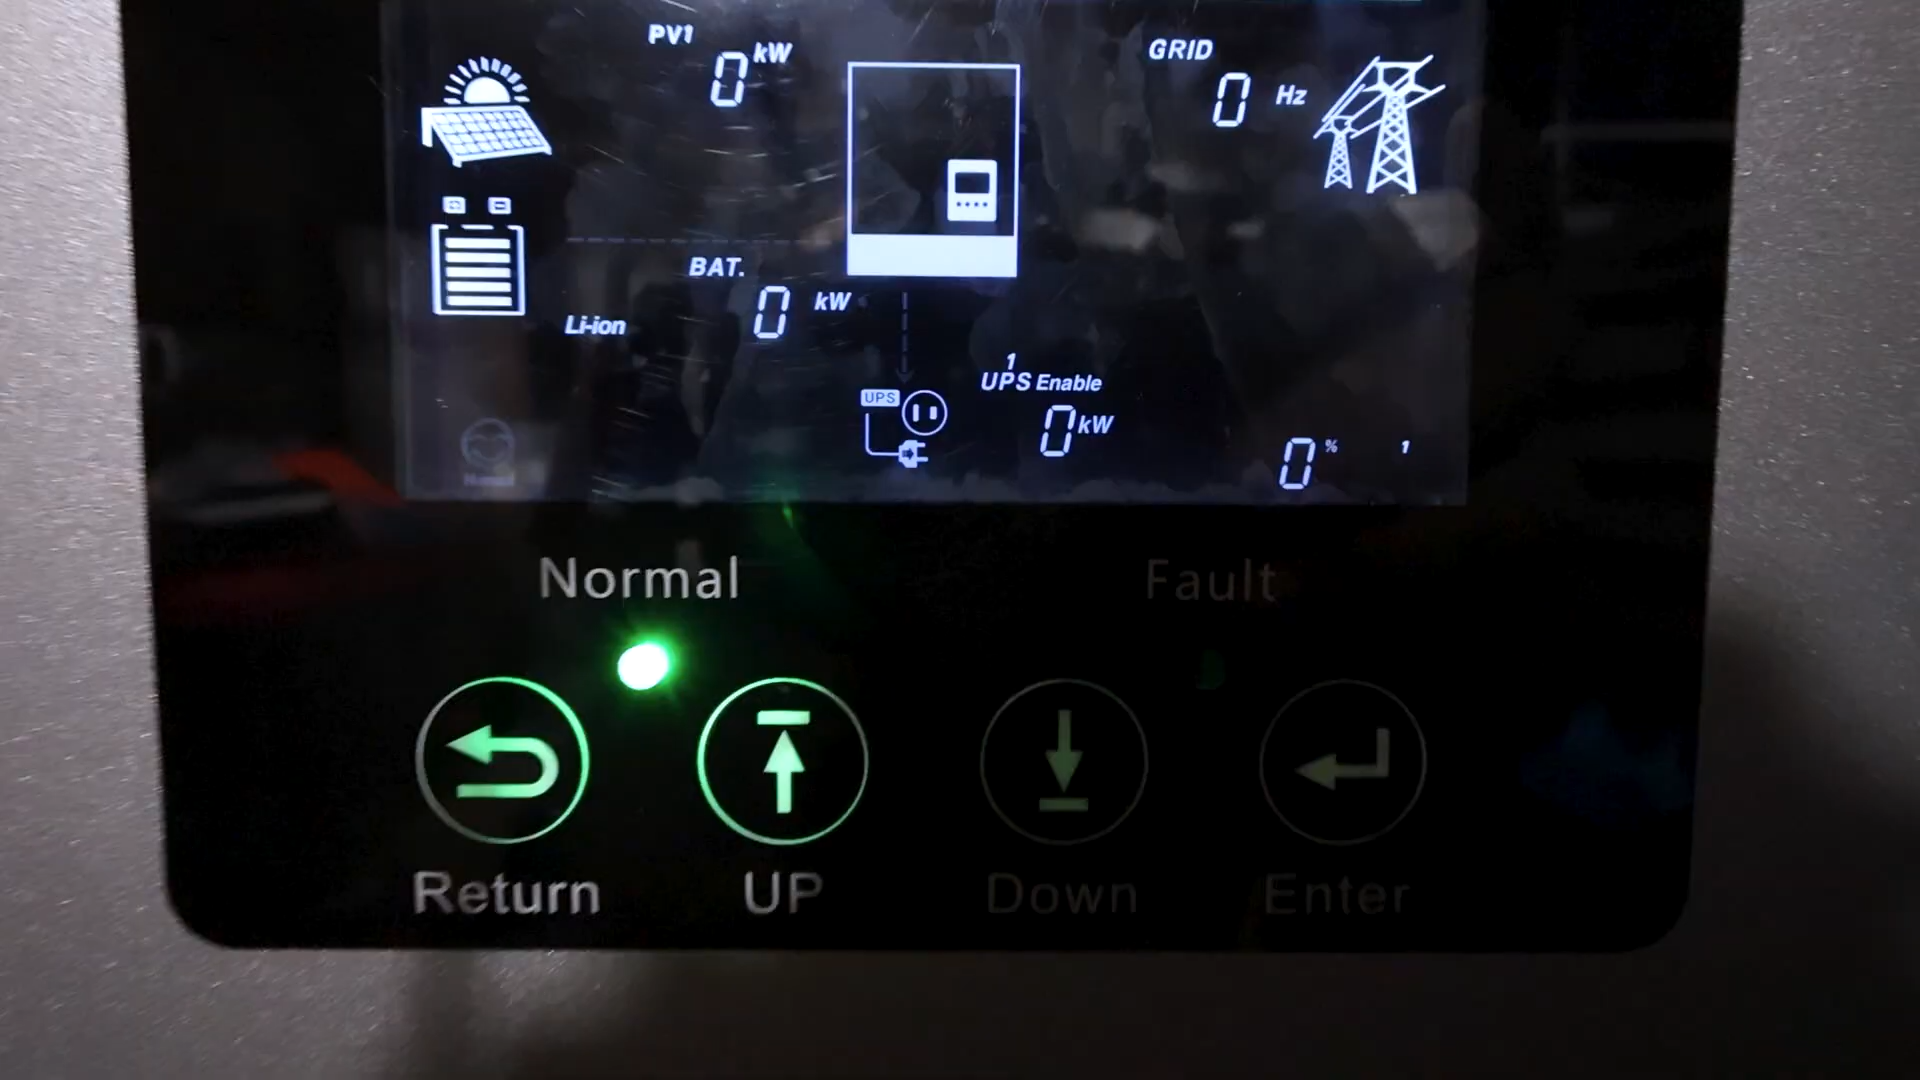 PV1
0 kW
GRID
0 Hz
BAT.
0 kW
Li-ion
1
UPS Enable
UPS
0 kW
0 %
1
Normal
Normal
Fault
Return
UP
Down
Enter